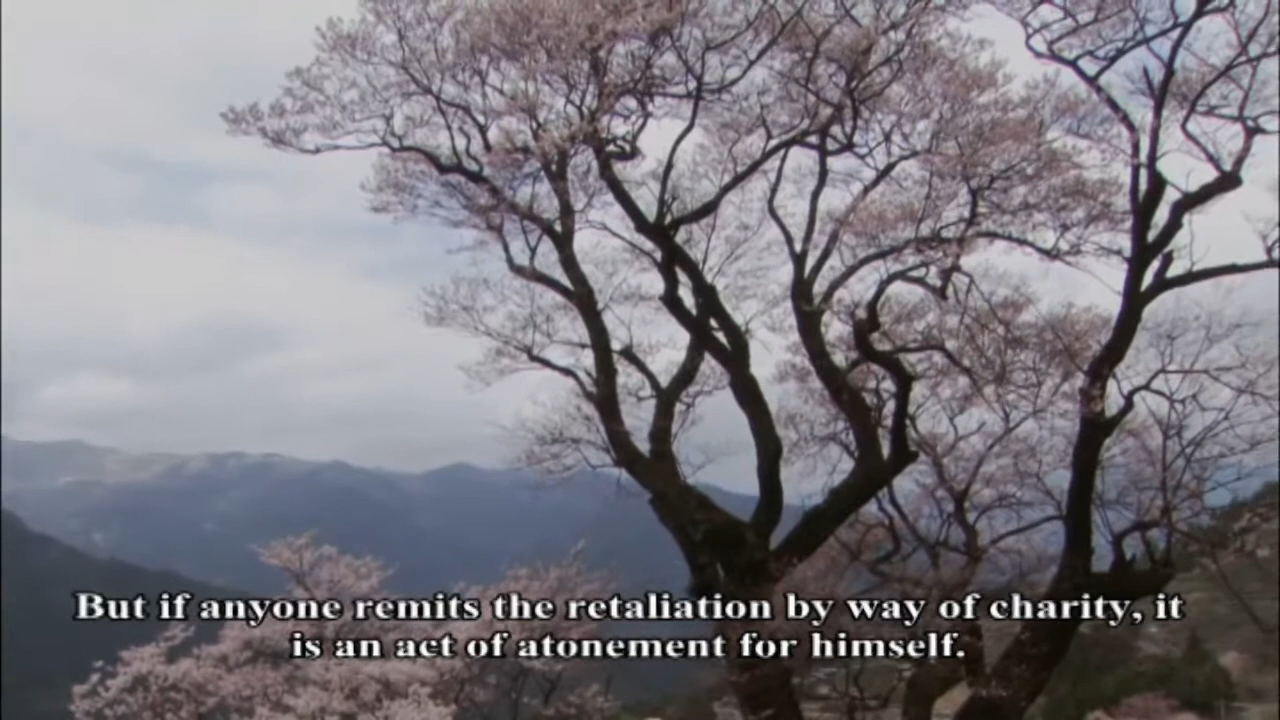 But if anyone remits the retaliation by way of charity, it
is an act of atonement for himself.